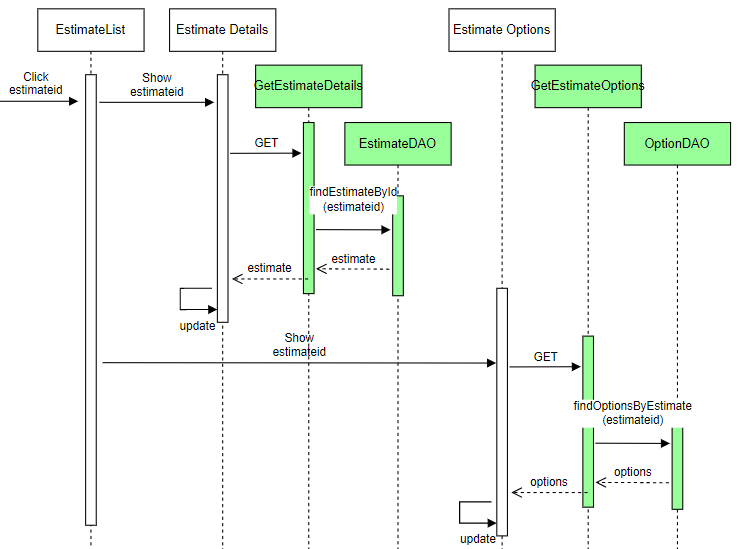 EstimateList
Estimate Details
Estimate Options
GetEstimateDetails
GetEstimateOptions
Click
estimateid
Show
estimateid
EstimateDAO
OptionDAO
GET
findEstimateById
(estimateid)
estimate
estimate
update
Show
estimateid
GET
findOptionsByEstimate
(estimateid)
options
options
update